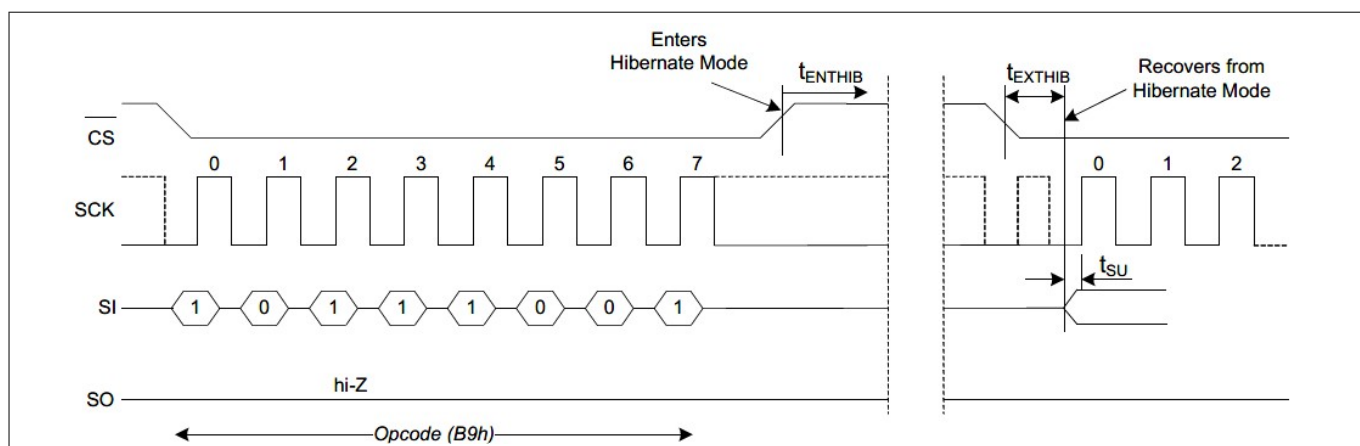 Enters
Hibernate Mode
tENTHIB
tEXTHIB
Recovers from
Hibernate Mode
CS
0 1 2 3 4 5 6 7 0 1 2
SCK
tSU
SI 1 0 1 1 1 0 0 1
hi-Z
SO
Opcode (B9h)